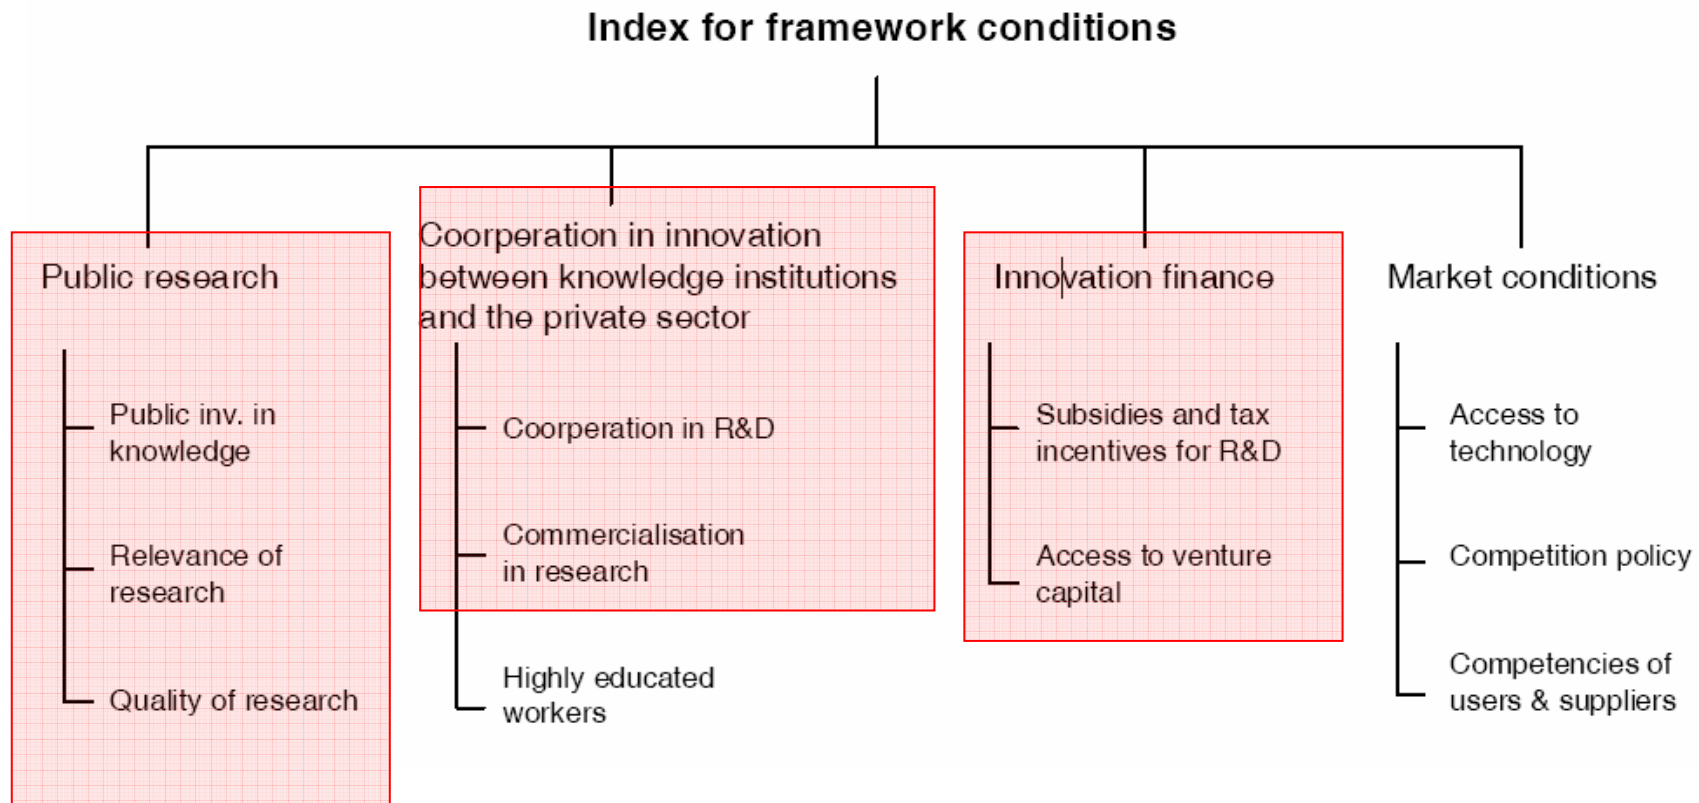 Index for framework conditions
Public research
Public inv. in
knowledge
Relevance of
research
Quality of research
Coorperation in innovation
between knowledge institutions
and the private sector
Coorperation in R&D
Commercialisation
in research
Highly educated
workers
Innovation finance
Subsidies and tax
incentives for R&D
Access to venture
capital
Market conditions
Access to
technology
Competition policy
Competencies of
users & suppliers